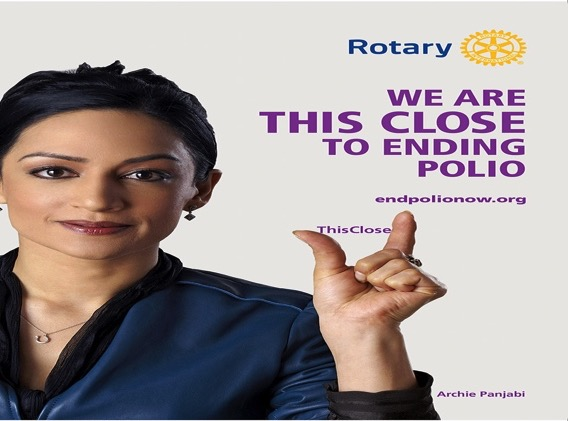 Rotary
WE ARE
THIS CLOSE
TO ENDING
POLIO
endpolionow.org
ThisClose
Archie Panjabi